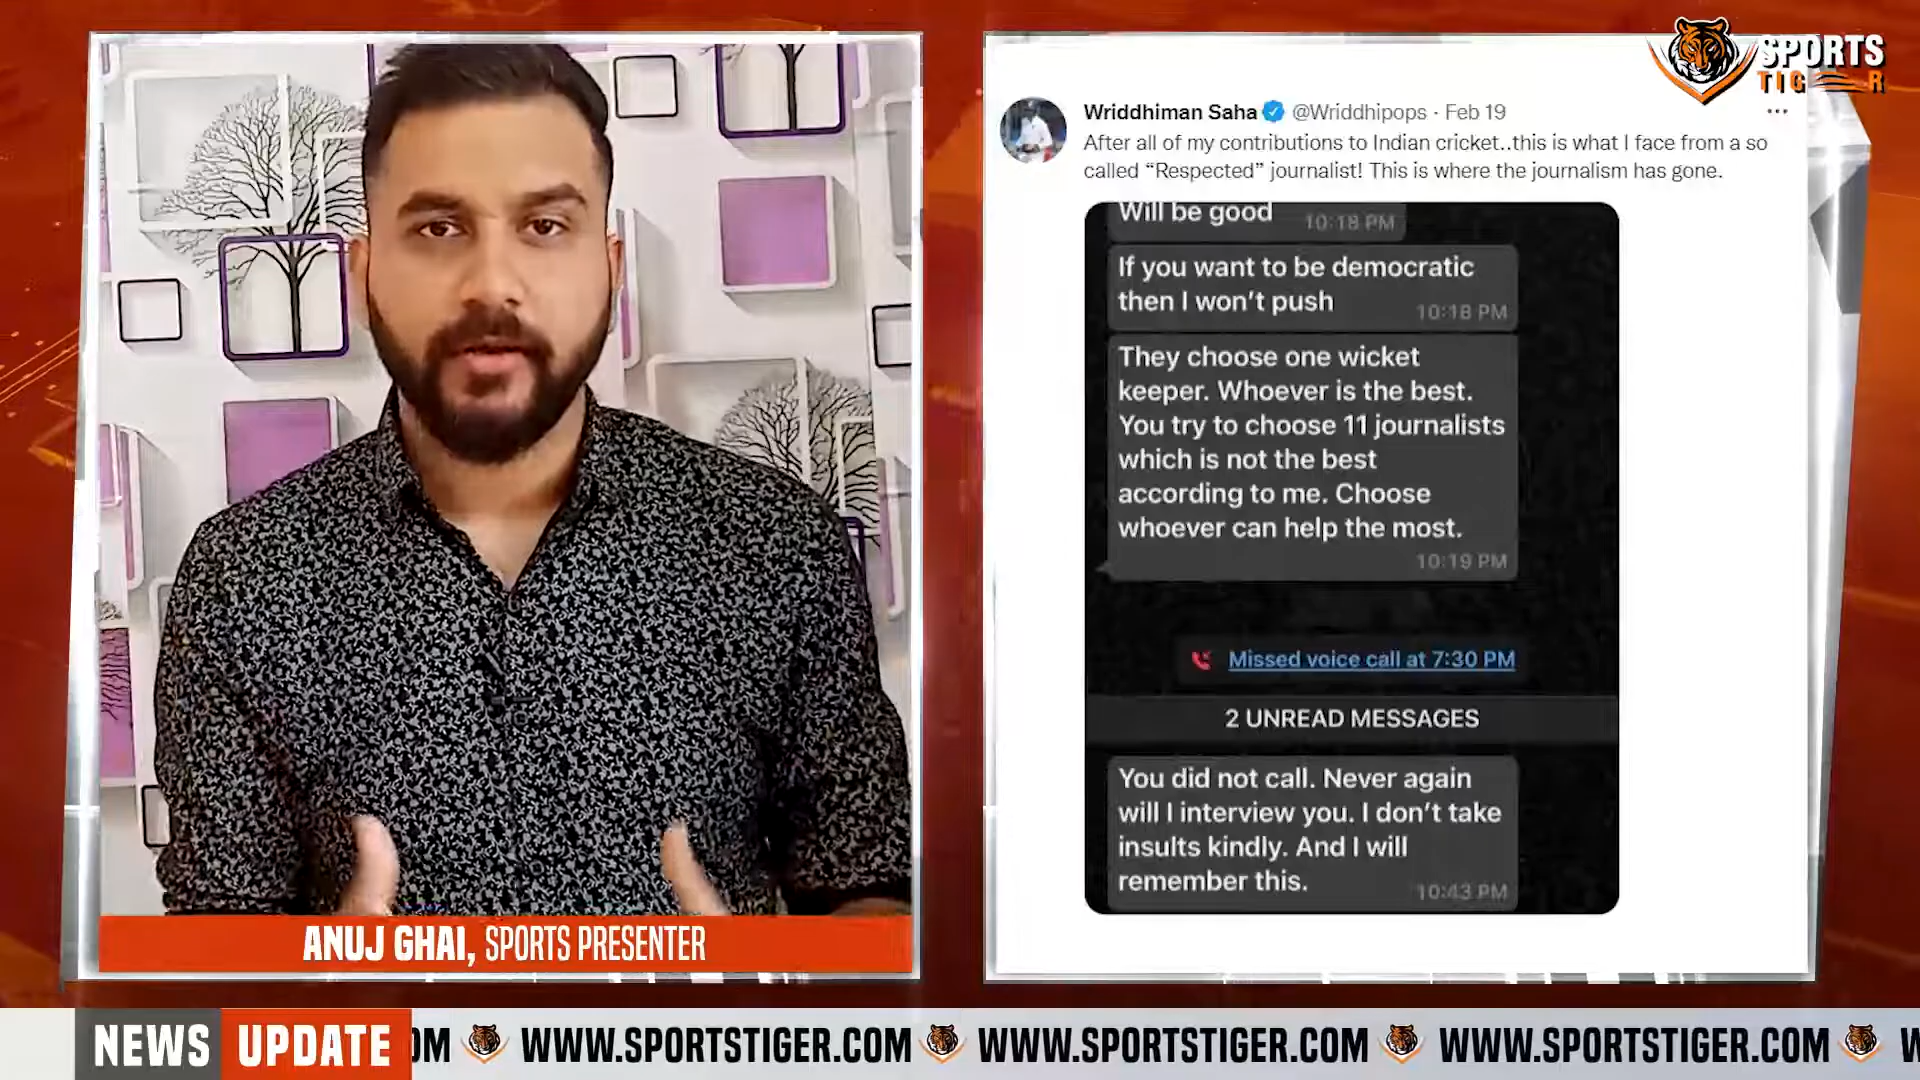 SPORTS
TIGER
Wriddhiman Saha @Wriddhipops · Feb 19
After all of my contributions to Indian cricket..this is what I face from a so
called “Respected” journalist! This is where the journalism has gone.
Will be good 10:18 PM
If you want to be democratic
then I won't push 10:18 PM
They choose one wicket
keeper. Whoever is the best.
You try to choose 11 journalists
which is not the best
according to me. Choose
whoever can help the most.
10:19 PM
Missed voice call at 7:30 PM
2 UNREAD MESSAGES
You did not call. Never again
will I interview you. I don't take
insults kindly. And I will
remember this. 10:43 PM
ANUJ GHAI, SPORTS PRESENTER
NEWS UPDATE OM WWW.SPORTSTIGER.COM WWW.SPORTSTIGER.COM WWW.SPORTSTIGER.COM W